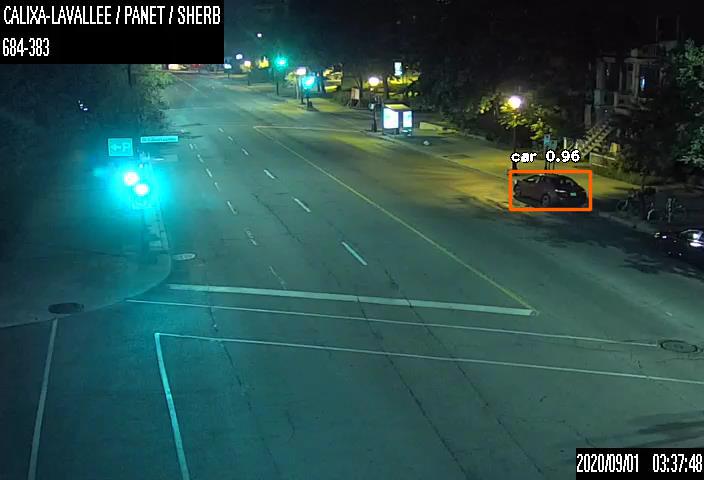 CALIXA-LAVALLEE / PANET / SHERB
684-383
car 0.96
P
2020/09/01 03:37:48